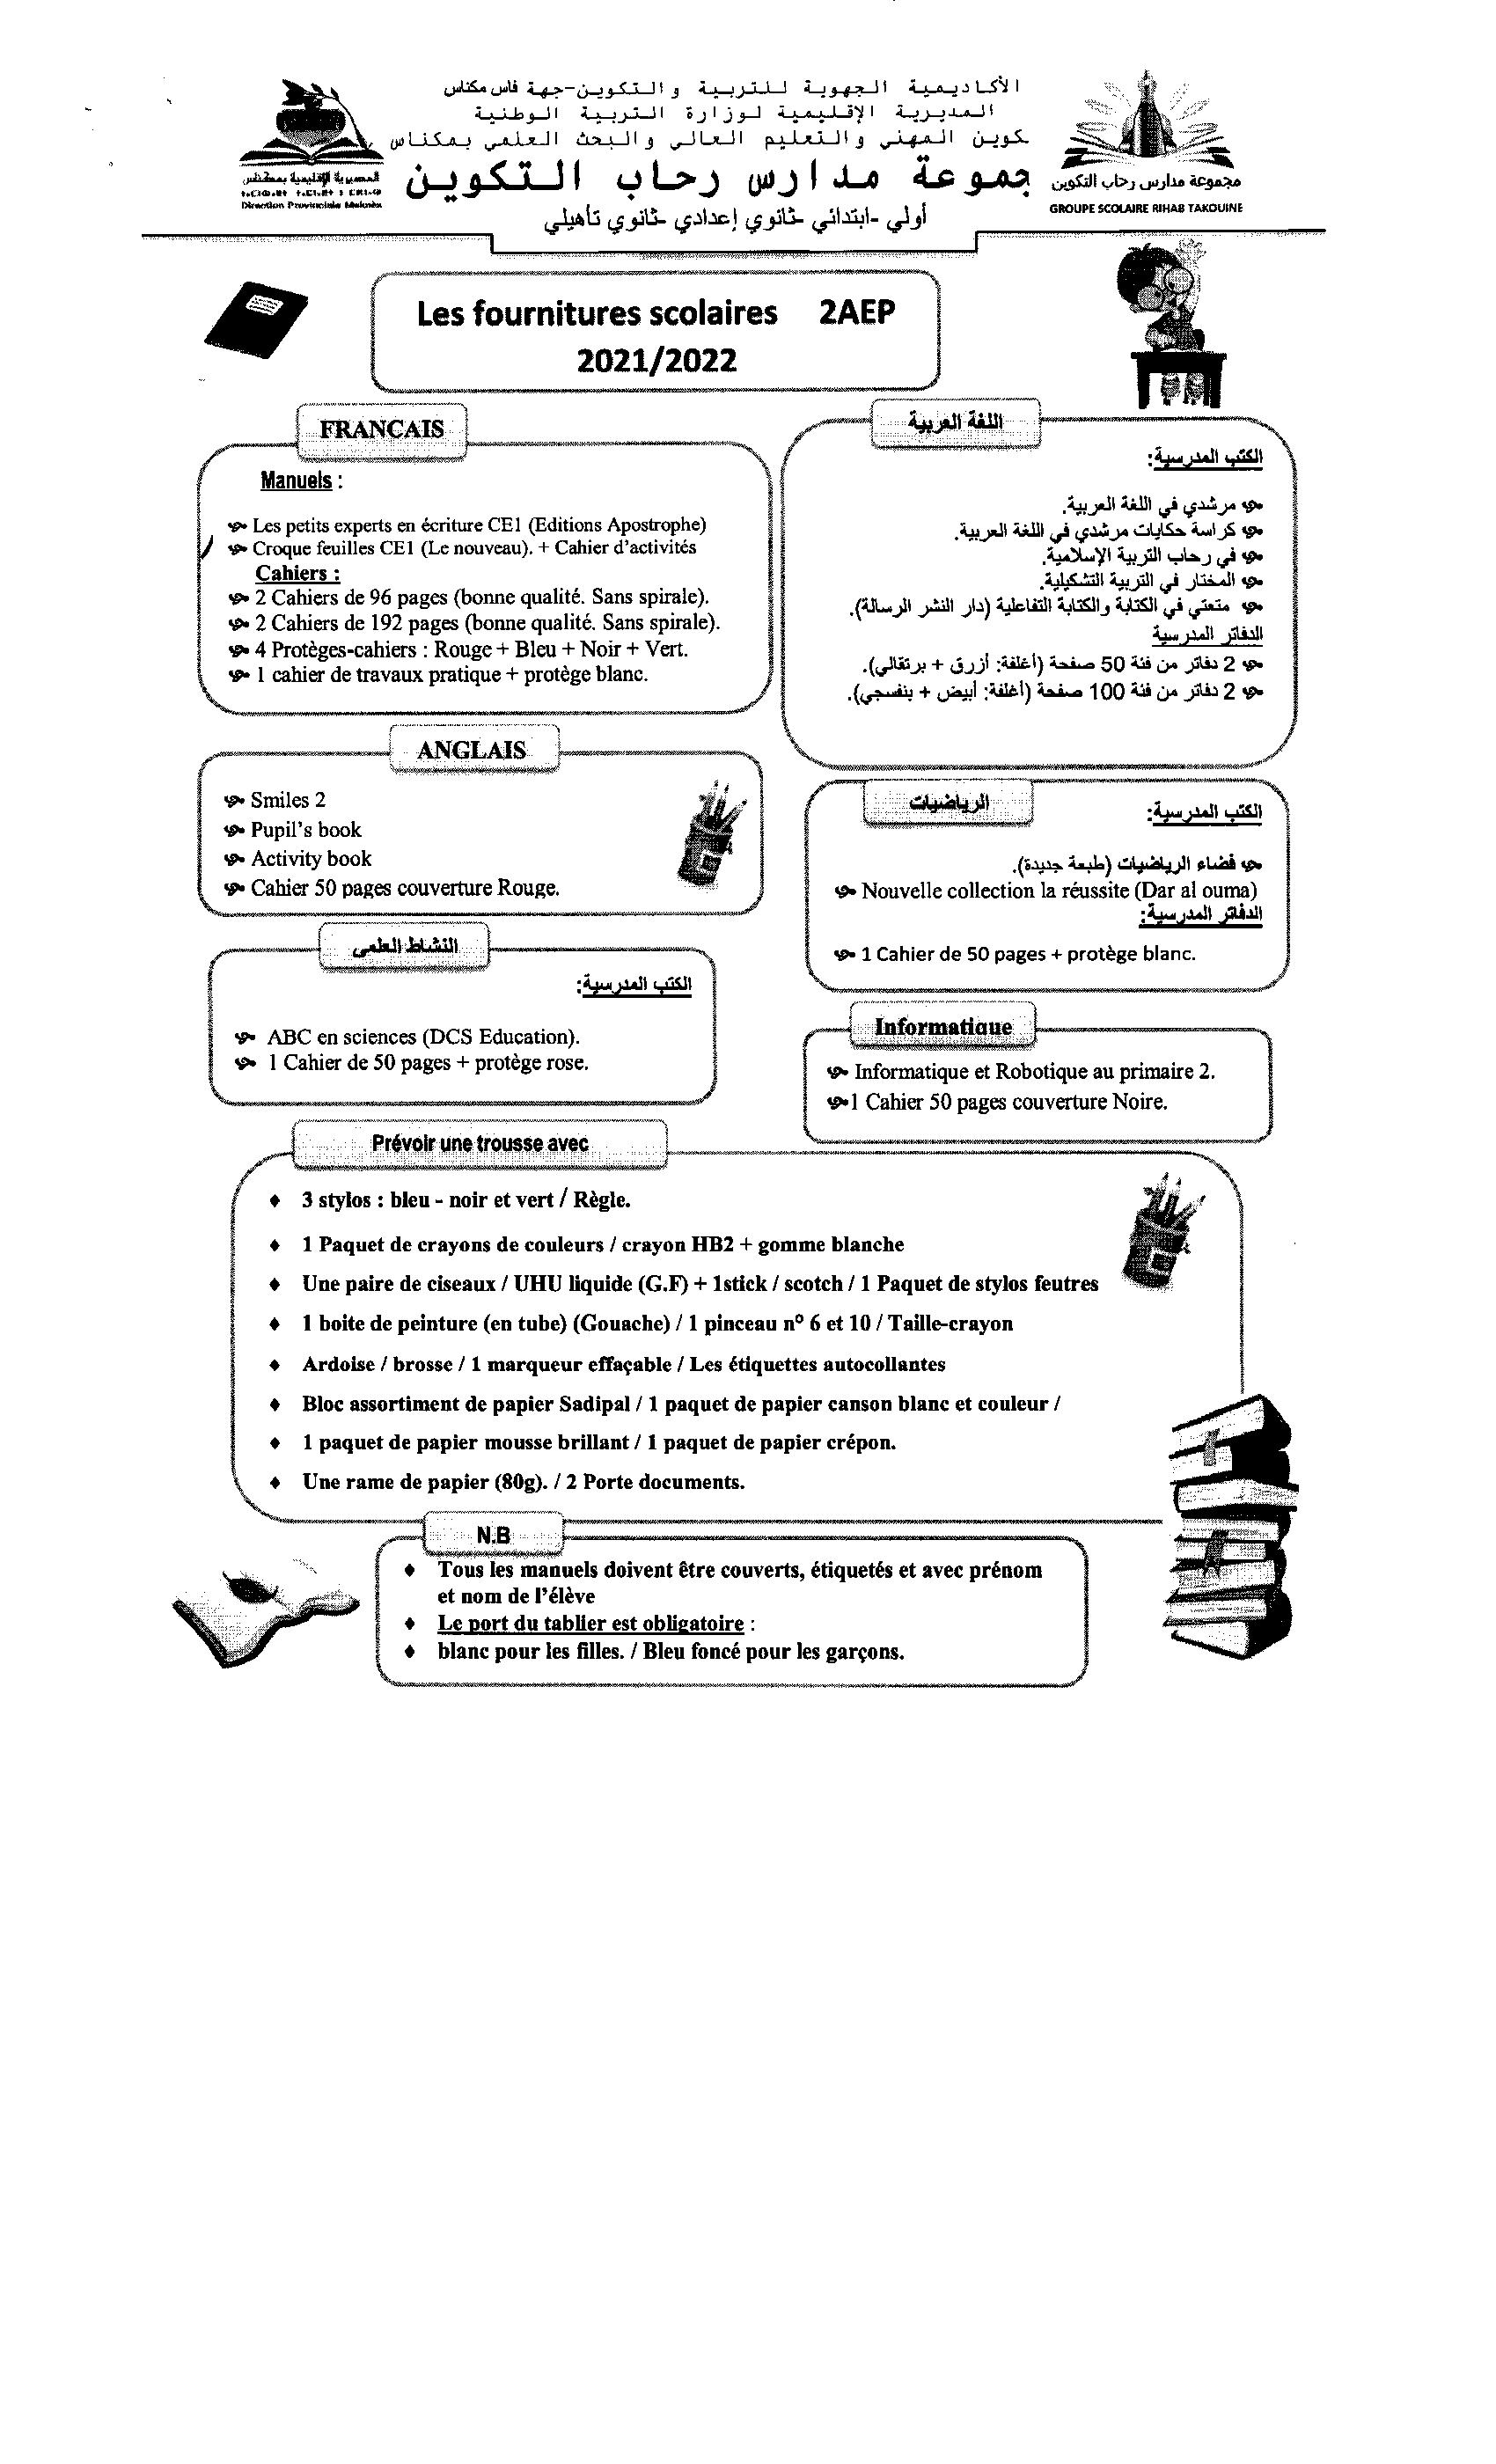 الأكاديمية الجهوية للتربية والتكوين-جهة فاس مكناس
المديرية الإقليمية لوزارة التربية الوطنية
كوين المهني والتعليم العالي والبحث العلمي بمكناس
جموعة مدارس رحاب التكوين
أولي -ابتدائي -ثانوي إعدادي -ثانوي تأهيلي
المديرية الإقليمية بمكناس
Direction Provinciale Meknès
مجموعة مدارس رحاب التكوين
GROUPE SCOLAIRE RIHAB TAKOUINE
Les fournitures scolaires 2AEP
2021/2022
FRANCAIS
Manuels :
Les petits experts en écriture CE1 (Editions Apostrophe)
Croque feuilles CE1 (Le nouveau). + Cahier d'activités
Cahiers :
2 Cahiers de 96 pages (bonne qualité. Sans spirale).
2 Cahiers de 192 pages (bonne qualité. Sans spirale).
4 Protèges-cahiers : Rouge + Bleu + Noir + Vert.
1 cahier de travaux pratique + protège blanc.
اللغة العربية
الكتب المدرسية:
مرشدي في اللغة العربية.
كراسة حكايات مرشدي في اللغة العربية.
في رحاب التربية الإسلامية.
المختار في التربية التشكيلية.
متعتي في الكتابة والكتابة التفاعلية (دار النشر الرسالة).
الدفاتر المدرسية
2 دفاتر من فئة 50 صفحة (أغلفة: أزرق + برتقالي).
2 دفاتر من فئة 100 صفحة (أغلفة: أبيض + بنفسجي).
ANGLAIS
Smiles 2
Pupil's book
Activity book
Cahier 50 pages couverture Rouge.
الرياضيات
الكتب المدرسية:
فضاء الرياضيات (طبعة جديدة).
Nouvelle collection la réussite (Dar al ouma)
الدفاتر المدرسية:
1 Cahier de 50 pages + protège blanc.
النشاط العلمي
الكتب المدرسية:
ABC en sciences (DCS Education).
1 Cahier de 50 pages + protège rose.
Informatique
Informatique et Robotique au primaire 2.
1 Cahier 50 pages couverture Noire.
Prévoir une trousse avec
3 stylos : bleu - noir et vert / Règle.
1 Paquet de crayons de couleurs / crayon HB2 + gomme blanche
Une paire de ciseaux / UHU liquide (G.F) + 1stick / scotch / 1 Paquet de stylos feutres
1 boite de peinture (en tube) (Gouache) / 1 pinceau n° 6 et 10 / Taille-crayon
Ardoise / brosse / 1 marqueur effaçable / Les étiquettes autocollantes
Bloc assortiment de papier Sadipal / 1 paquet de papier canson blanc et couleur /
1 paquet de papier mousse brillant / 1 paquet de papier crépon.
Une rame de papier (80g). / 2 Porte documents.
N.B
Tous les manuels doivent être couverts, étiquetés et avec prénom
et nom de l'élève
Le port du tablier est obligatoire :
blanc pour les filles. / Bleu foncé pour les garçons.